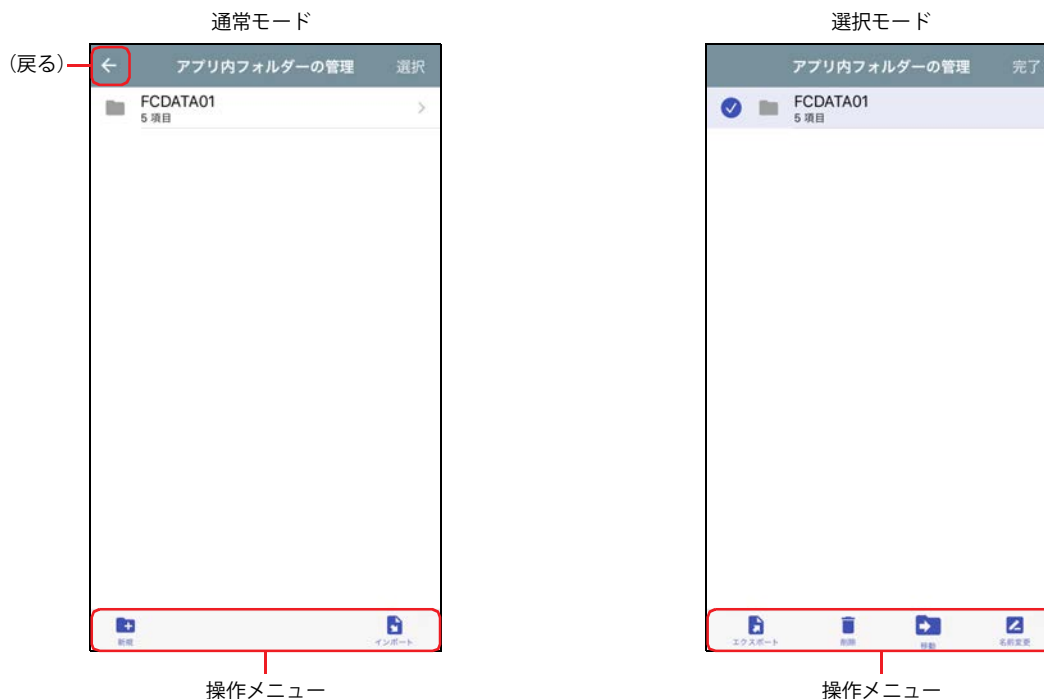 通常モード
(戻る)
アプリ内フォルダーの管理 選択
FCDATA01
5 項目
新規 インポート
操作メニュー
選択モード
アプリ内フォルダーの管理 完了
FCDATA01
5 項目
エクスポート 削除 移動 名前変更
操作メニュー